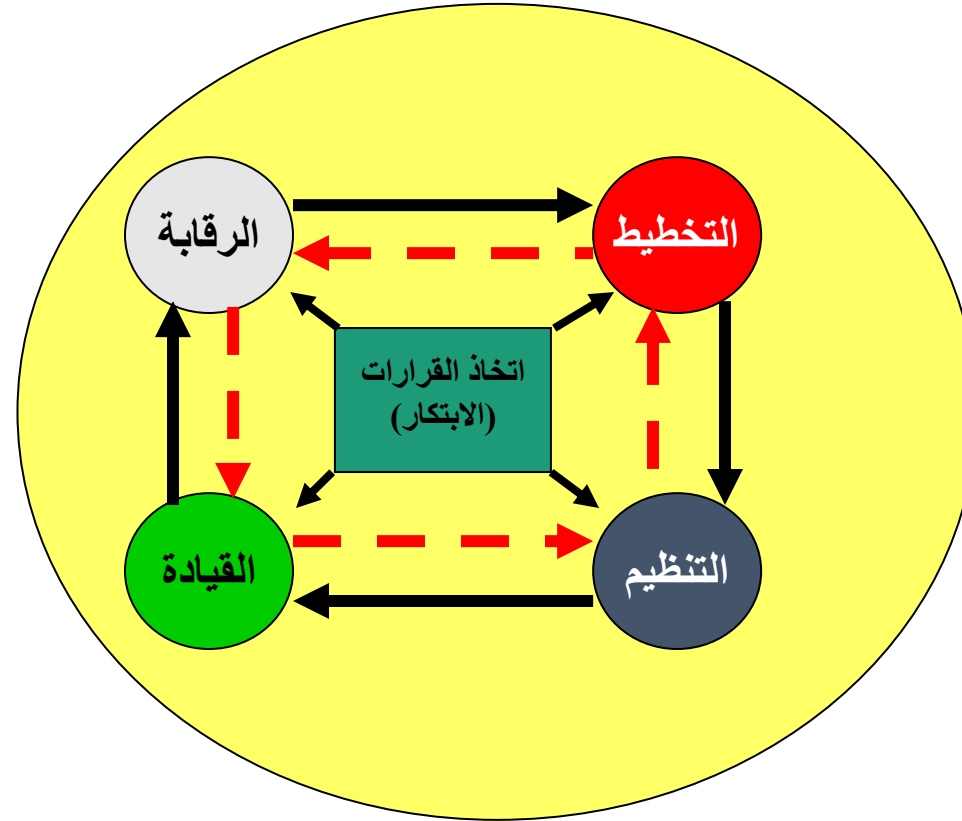 التخطيط
الرقابة
اتخاذ القرارات
(الابتكار)
التنظيم
القيادة